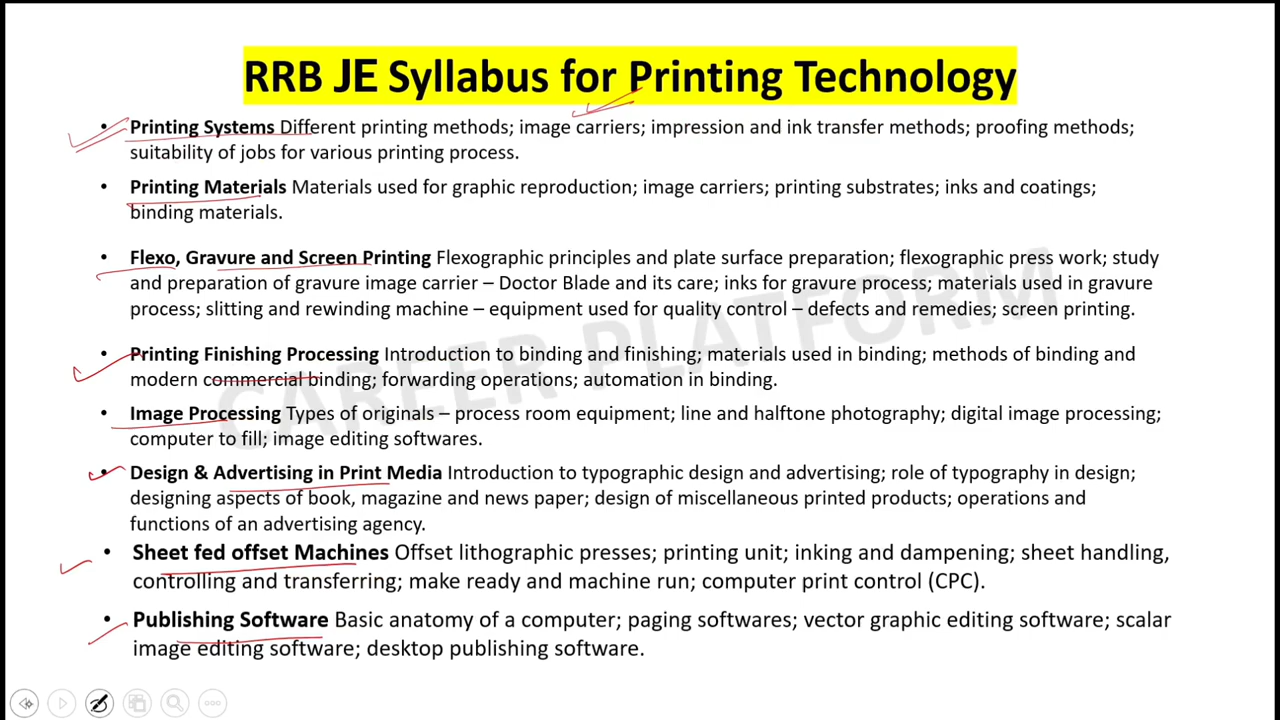 RRB JE Syllabus for Printing Technology
• Printing Systems Different printing methods; image carriers; impression and ink transfer methods; proofing methods;
suitability of jobs for various printing process.
• Printing Materials Materials used for graphic reproduction; image carriers; printing substrates; inks and coatings;
binding materials.
• Flexo, Gravure and Screen Printing Flexographic principles and plate surface preparation; flexographic press work; study
and preparation of gravure image carrier – Doctor Blade and its care; inks for gravure process; materials used in gravure
process; slitting and rewinding machine – equipment used for quality control – defects and remedies; screen printing.
• Printing Finishing Processing Introduction to binding and finishing; materials used in binding; methods of binding and
modern commercial binding; forwarding operations; automation in binding.
• Image Processing Types of originals – process room equipment; line and halftone photography; digital image processing;
computer to fill; image editing softwares.
• Design & Advertising in Print Media Introduction to typographic design and advertising; role of typography in design;
designing aspects of book, magazine and news paper; design of miscellaneous printed products; operations and
functions of an advertising agency.
• Sheet fed offset Machines Offset lithographic presses; printing unit; inking and dampening; sheet handling,
controlling and transferring; make ready and machine run; computer print control (CPC).
• Publishing Software Basic anatomy of a computer; paging softwares; vector graphic editing software; scalar
image editing software; desktop publishing software.
CAREER PLATFORM